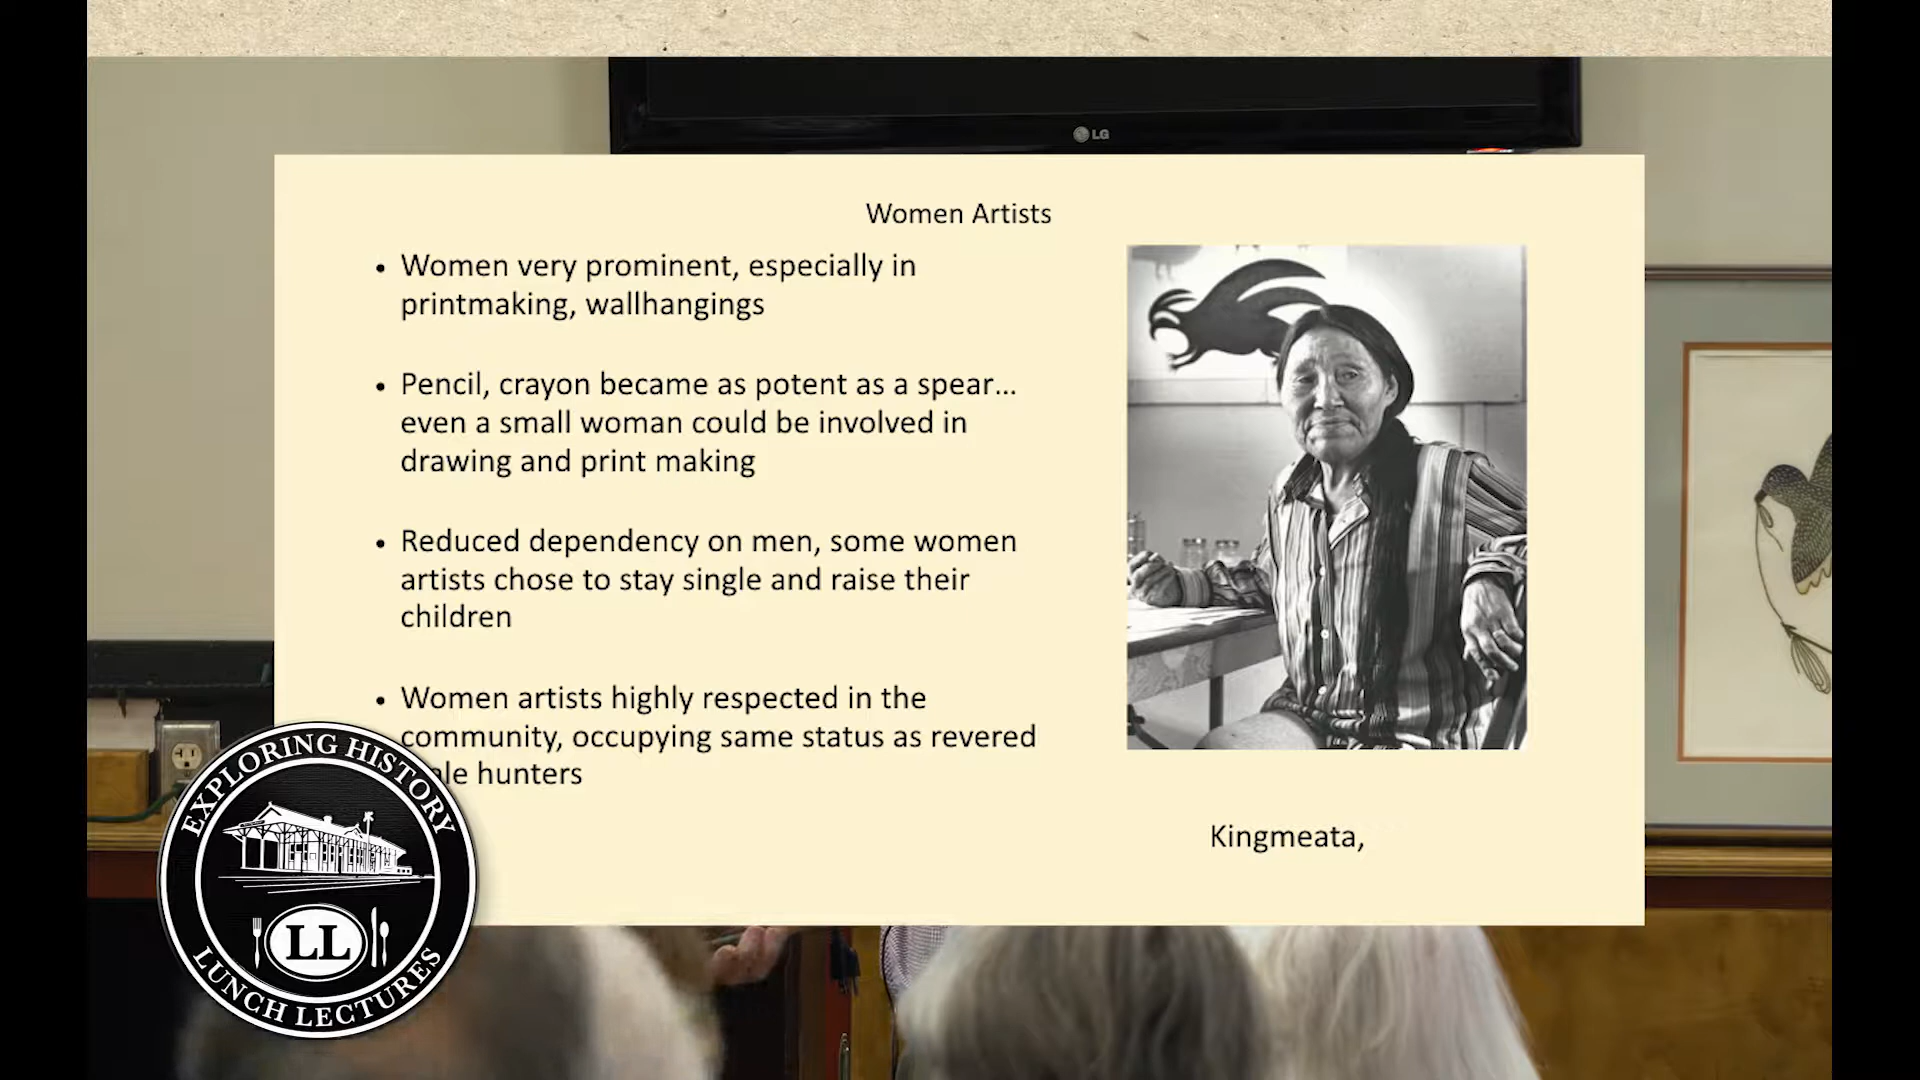 LG
Women Artists
• Women very prominent, especially in
printmaking, wallhangings
• Pencil, crayon became as potent as a spear...
even a small woman could be involved in
drawing and print making
• Reduced dependency on men, some women
artists chose to stay single and raise their
children
• Women artists highly respected in the
community, occupying same status as revered
hunters
Kingmeata,
EXPLORING HISTORY
LL
LUNCH LECTURES